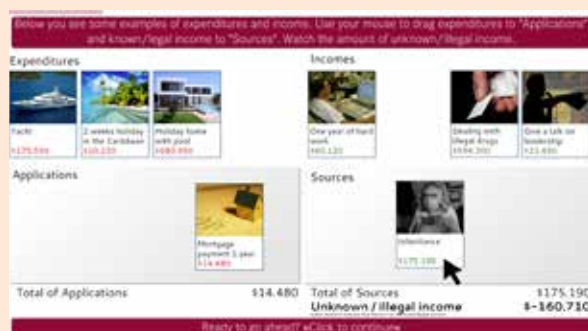 Below you see some examples of expenditures and income. Use your mouse to drag expenditures to "Applications"
and known/legal income to "Sources". Watch the amount of unknown/illegal income.
Expenditures
Incomes
Yacht
2 weeks holiday
in the Caribbean
Holiday home
with pool
One year of hard
work
Dealing with
illegal drugs
Give a talk on
leadership
Applications
Sources
Mortgage
payment 1 year
$14.480
Inheritance
$175.190
Total of Applications
$14.480
Total of Sources
$175.190
Unknown / illegal income
$-160.710
Ready to go ahead? Click to continue